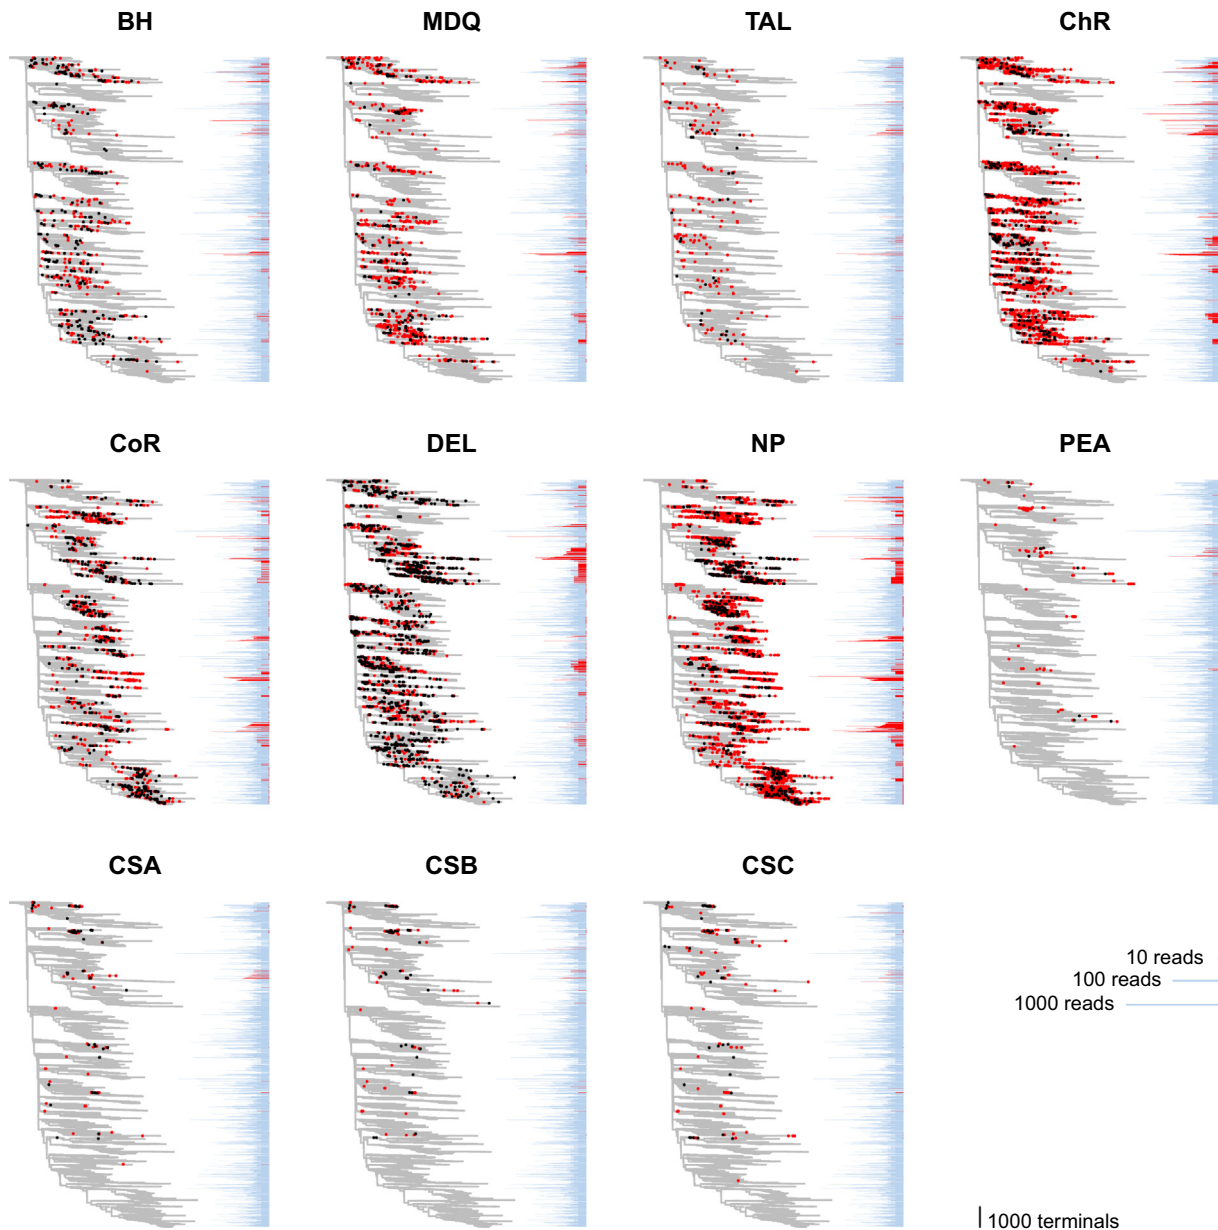 BH MDQ TAL ChR
CoR DEL NP PEA
CSA CSB CSC
10 reads
100 reads
1000 reads
1000 terminals